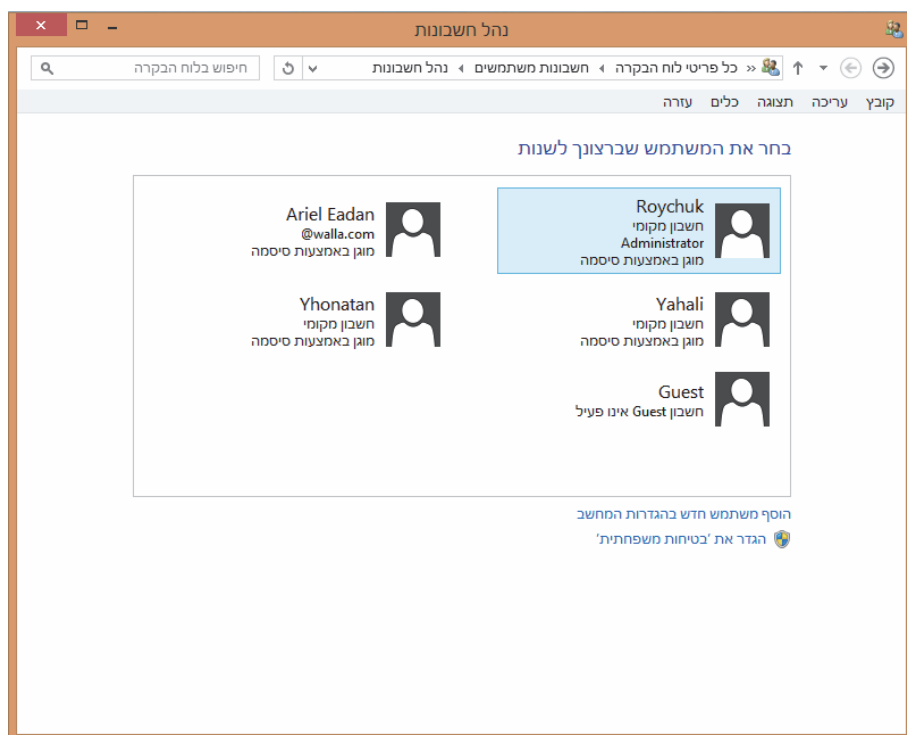 נהל חשבונות
כל פריטי לוח הבקרה
חשבונות משתמשים
נהל חשבונות
חיפוש בלוח הבקרה
קובץ עריכה תצוגה כלים עזרה
בחר את המשתמש שברצונך לשנות
Roychuk
חשבון מקומי
Administrator
מוגן באמצעות סיסמה
Ariel Eadan
@walla.com
מוגן באמצעות סיסמה
Yahali
חשבון מקומי
מוגן באמצעות סיסמה
Yhonatan
חשבון מקומי
מוגן באמצעות סיסמה
Guest
חשבון Guest אינו פעיל
הוסף משתמש חדש בהגדרות המחשב
הגדר את 'בטיחות משפחתית'